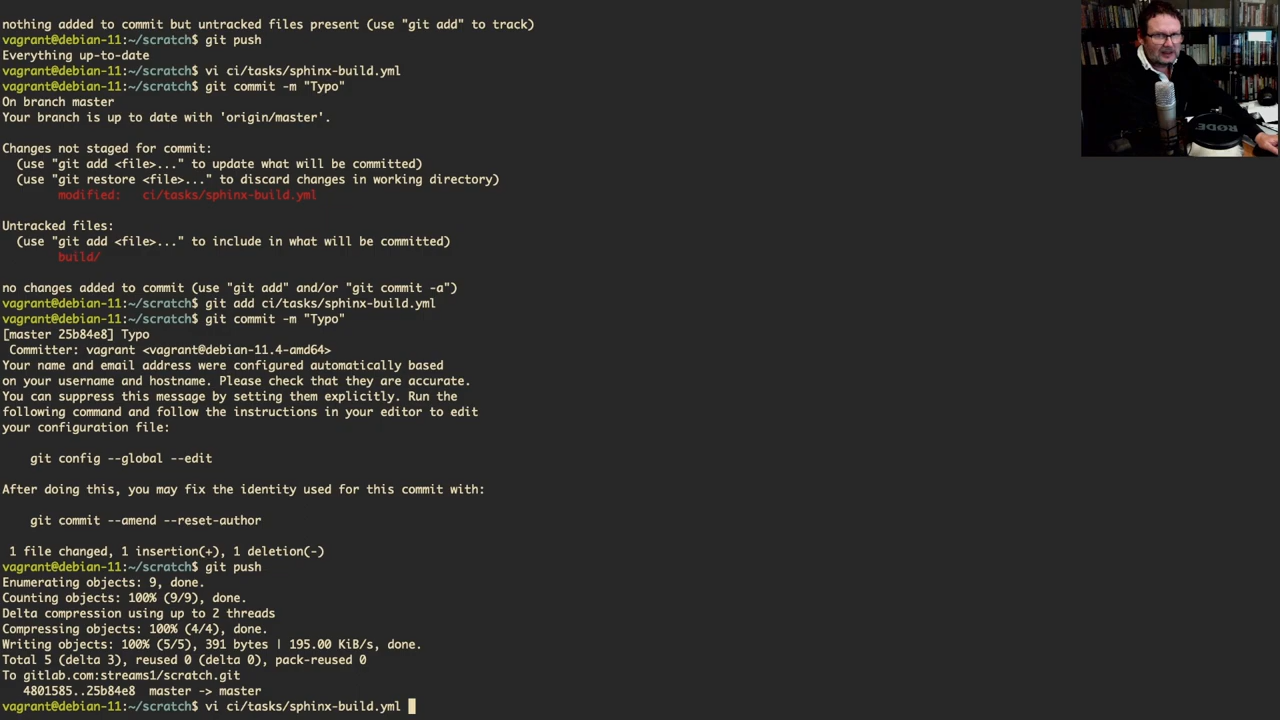 nothing added to commit but untracked files present (use "git add" to track)
vagrant@debian-11:~/scratch$ git push
Everything up-to-date
vagrant@debian-11:~/scratch$ vi ci/tasks/sphinx-build.yml
vagrant@debian-11:~/scratch$ git commit -m "Typo"
On branch master
Your branch is up to date with 'origin/master'.
Changes not staged for commit:
(use "git add <file>..." to update what will be committed)
(use "git restore <file>..." to discard changes in working directory)
modified: ci/tasks/sphinx-build.yml
Untracked files:
(use "git add <file>..." to include in what will be committed)
build/
no changes added to commit (use "git add" and/or "git commit -a")
vagrant@debian-11:~/scratch$ git add ci/tasks/sphinx-build.yml
vagrant@debian-11:~/scratch$ git commit -m "Typo"
[master 25b84e8] Typo
Committer: vagrant <vagrant@debian-11.4-amd64>
Your name and email address were configured automatically based
on your username and hostname. Please check that they are accurate.
You can suppress this message by setting them explicitly. Run the
following command and follow the instructions in your editor to edit
your configuration file:
git config --global --edit
After doing this, you may fix the identity used for this commit with:
git commit --amend --reset-author
1 file changed, 1 insertion(+), 1 deletion(-)
vagrant@debian-11:~/scratch$ git push
Enumerating objects: 9, done.
Counting objects: 100% (9/9), done.
Delta compression using up to 2 threads
Compressing objects: 100% (4/4), done.
Writing objects: 100% (5/5), 391 bytes | 195.00 KiB/s, done.
Total 5 (delta 3), reused 0 (delta 0), pack-reused 0
To gitlab.com:streams1/scratch.git
4801585..25b84e8 master -> master
vagrant@debian-11:~/scratch$ vi ci/tasks/sphinx-build.yml
RODE